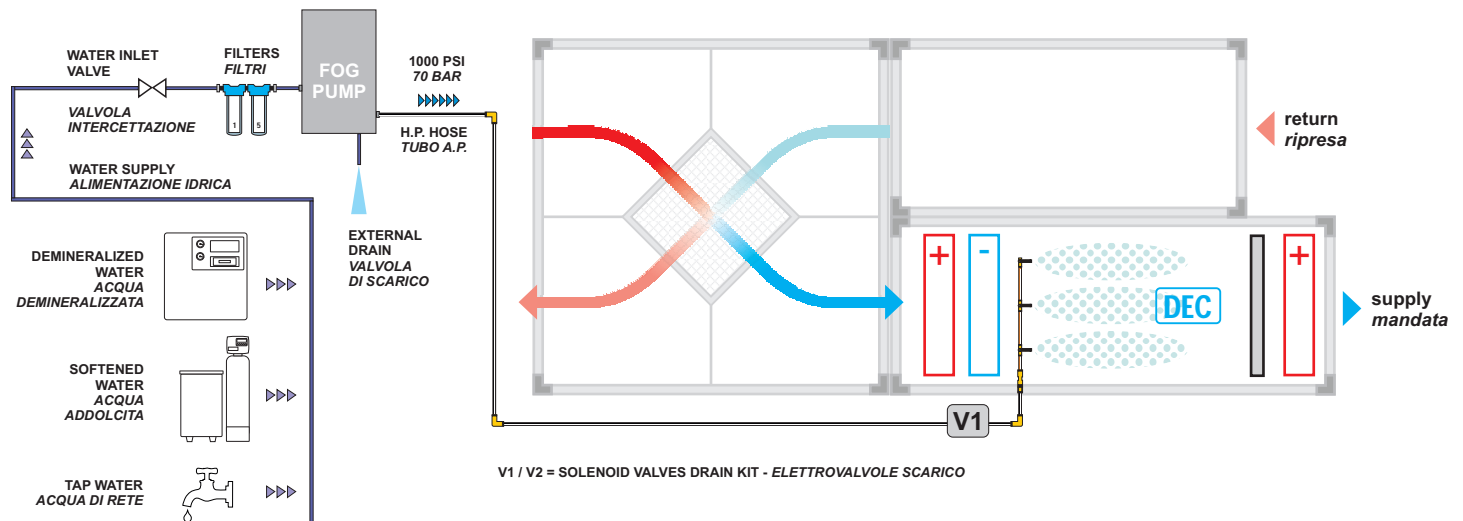 WATER INLET
VALVE
VALVOLA
INTERCETTAZIONE
FILTERS
FILTRI
1
5
FOG
PUMP
1000 PSI
70 BAR
H.P. HOSE
TUBO A.P.
WATER SUPPLY
ALIMENTAZIONE IDRICA
EXTERNAL
DRAIN
VALVOLA
DI SCARICO
DEMINERALIZED
WATER
ACQUA
DEMINERALIZZATA
SOFTENED
WATER
ACQUA
ADDOLCITA
TAP WATER
ACQUA DI RETE
return
ripresa
+
-
DEC
+
supply
mandata
V1
V1 / V2 = SOLENOID VALVES DRAIN KIT - ELETTROVALVOLE SCARICO